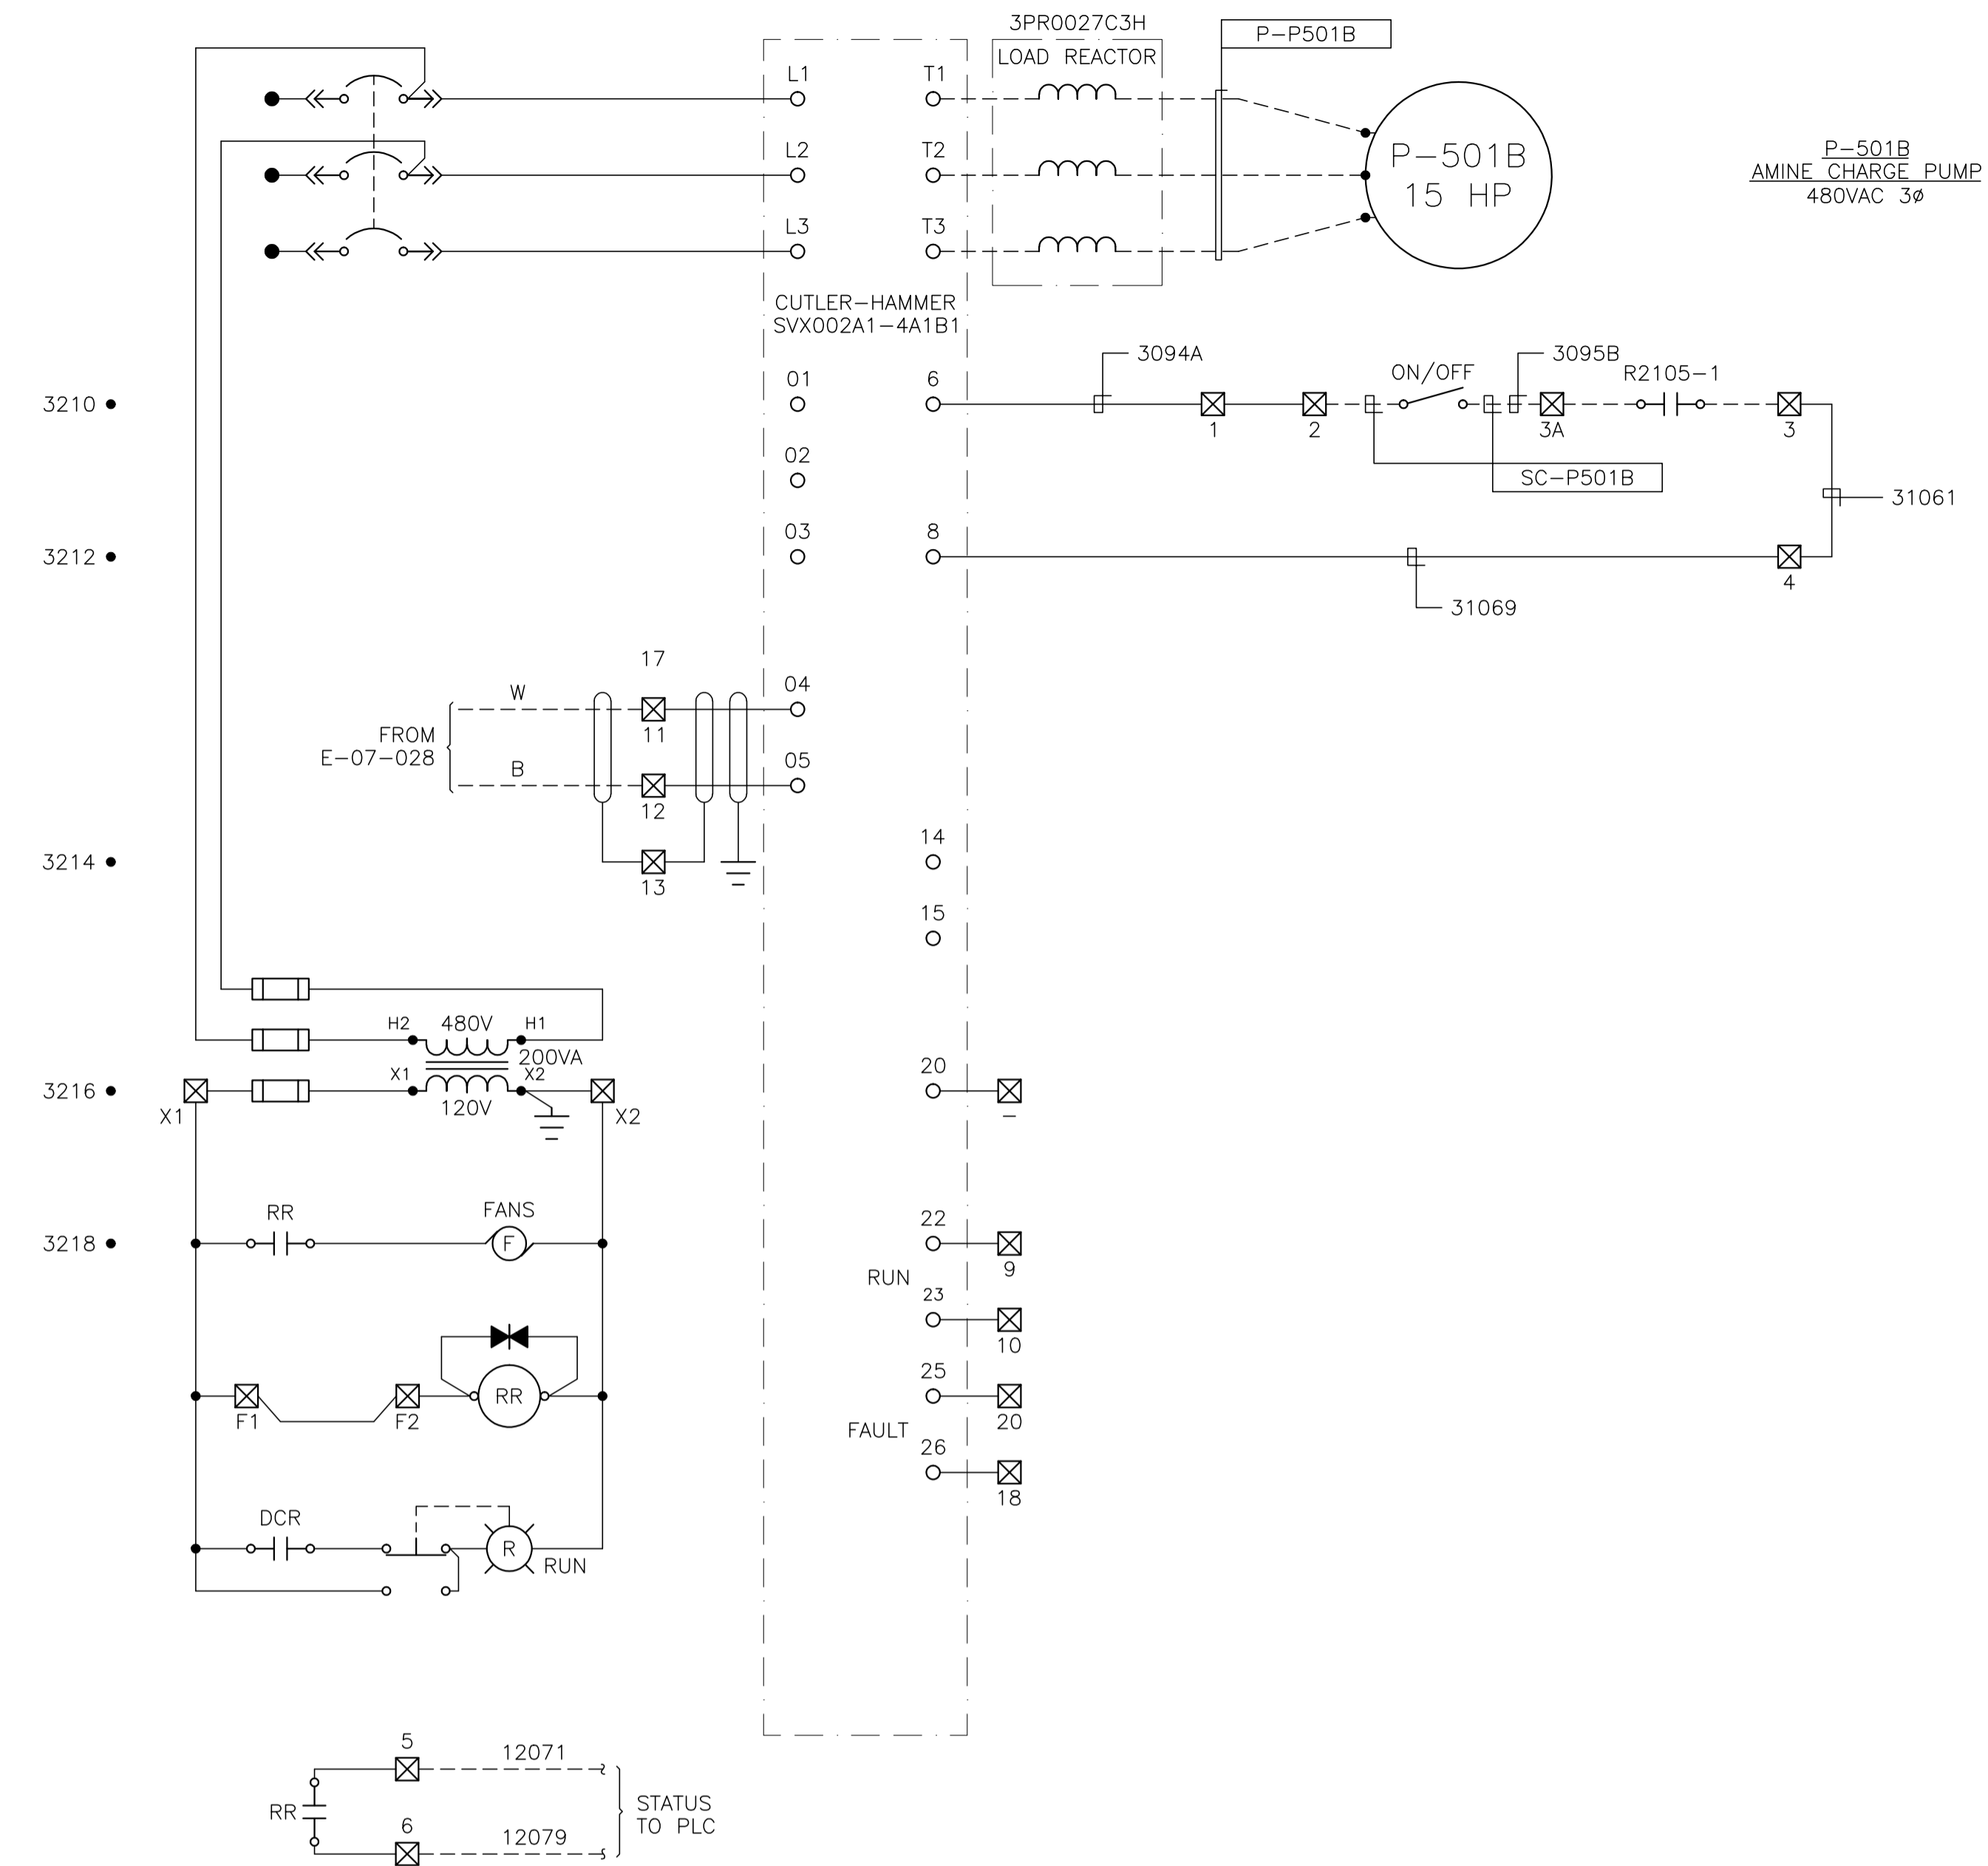 3PR0027C3H
LOAD REACTOR
P-P501B
L1
T1
L2
T2
L3
T3
P-501B
15 HP
P-501B
AMINE CHARGE PUMP
480VAC 3ø
CUTLER-HAMMER
SVX002A1-4A1B1
3094A
3095B
ON/OFF
R2105-1
3210
01
6
1
2
3A
3
02
SC-P501B
31061
3212
03
8
4
31069
17
W
04
11
FROM
E-07-028
B
05
12
3214
13
14
15
H2
480V
H1
200VA
X1
X2
120V
3216
X1
X2
20
-
3218
RR
FANS
F
22
9
RUN
23
10
RR
F1
F2
25
20
FAULT
26
18
DCR
R
RUN
5
12071
RR
STATUS
TO PLC
6
12079